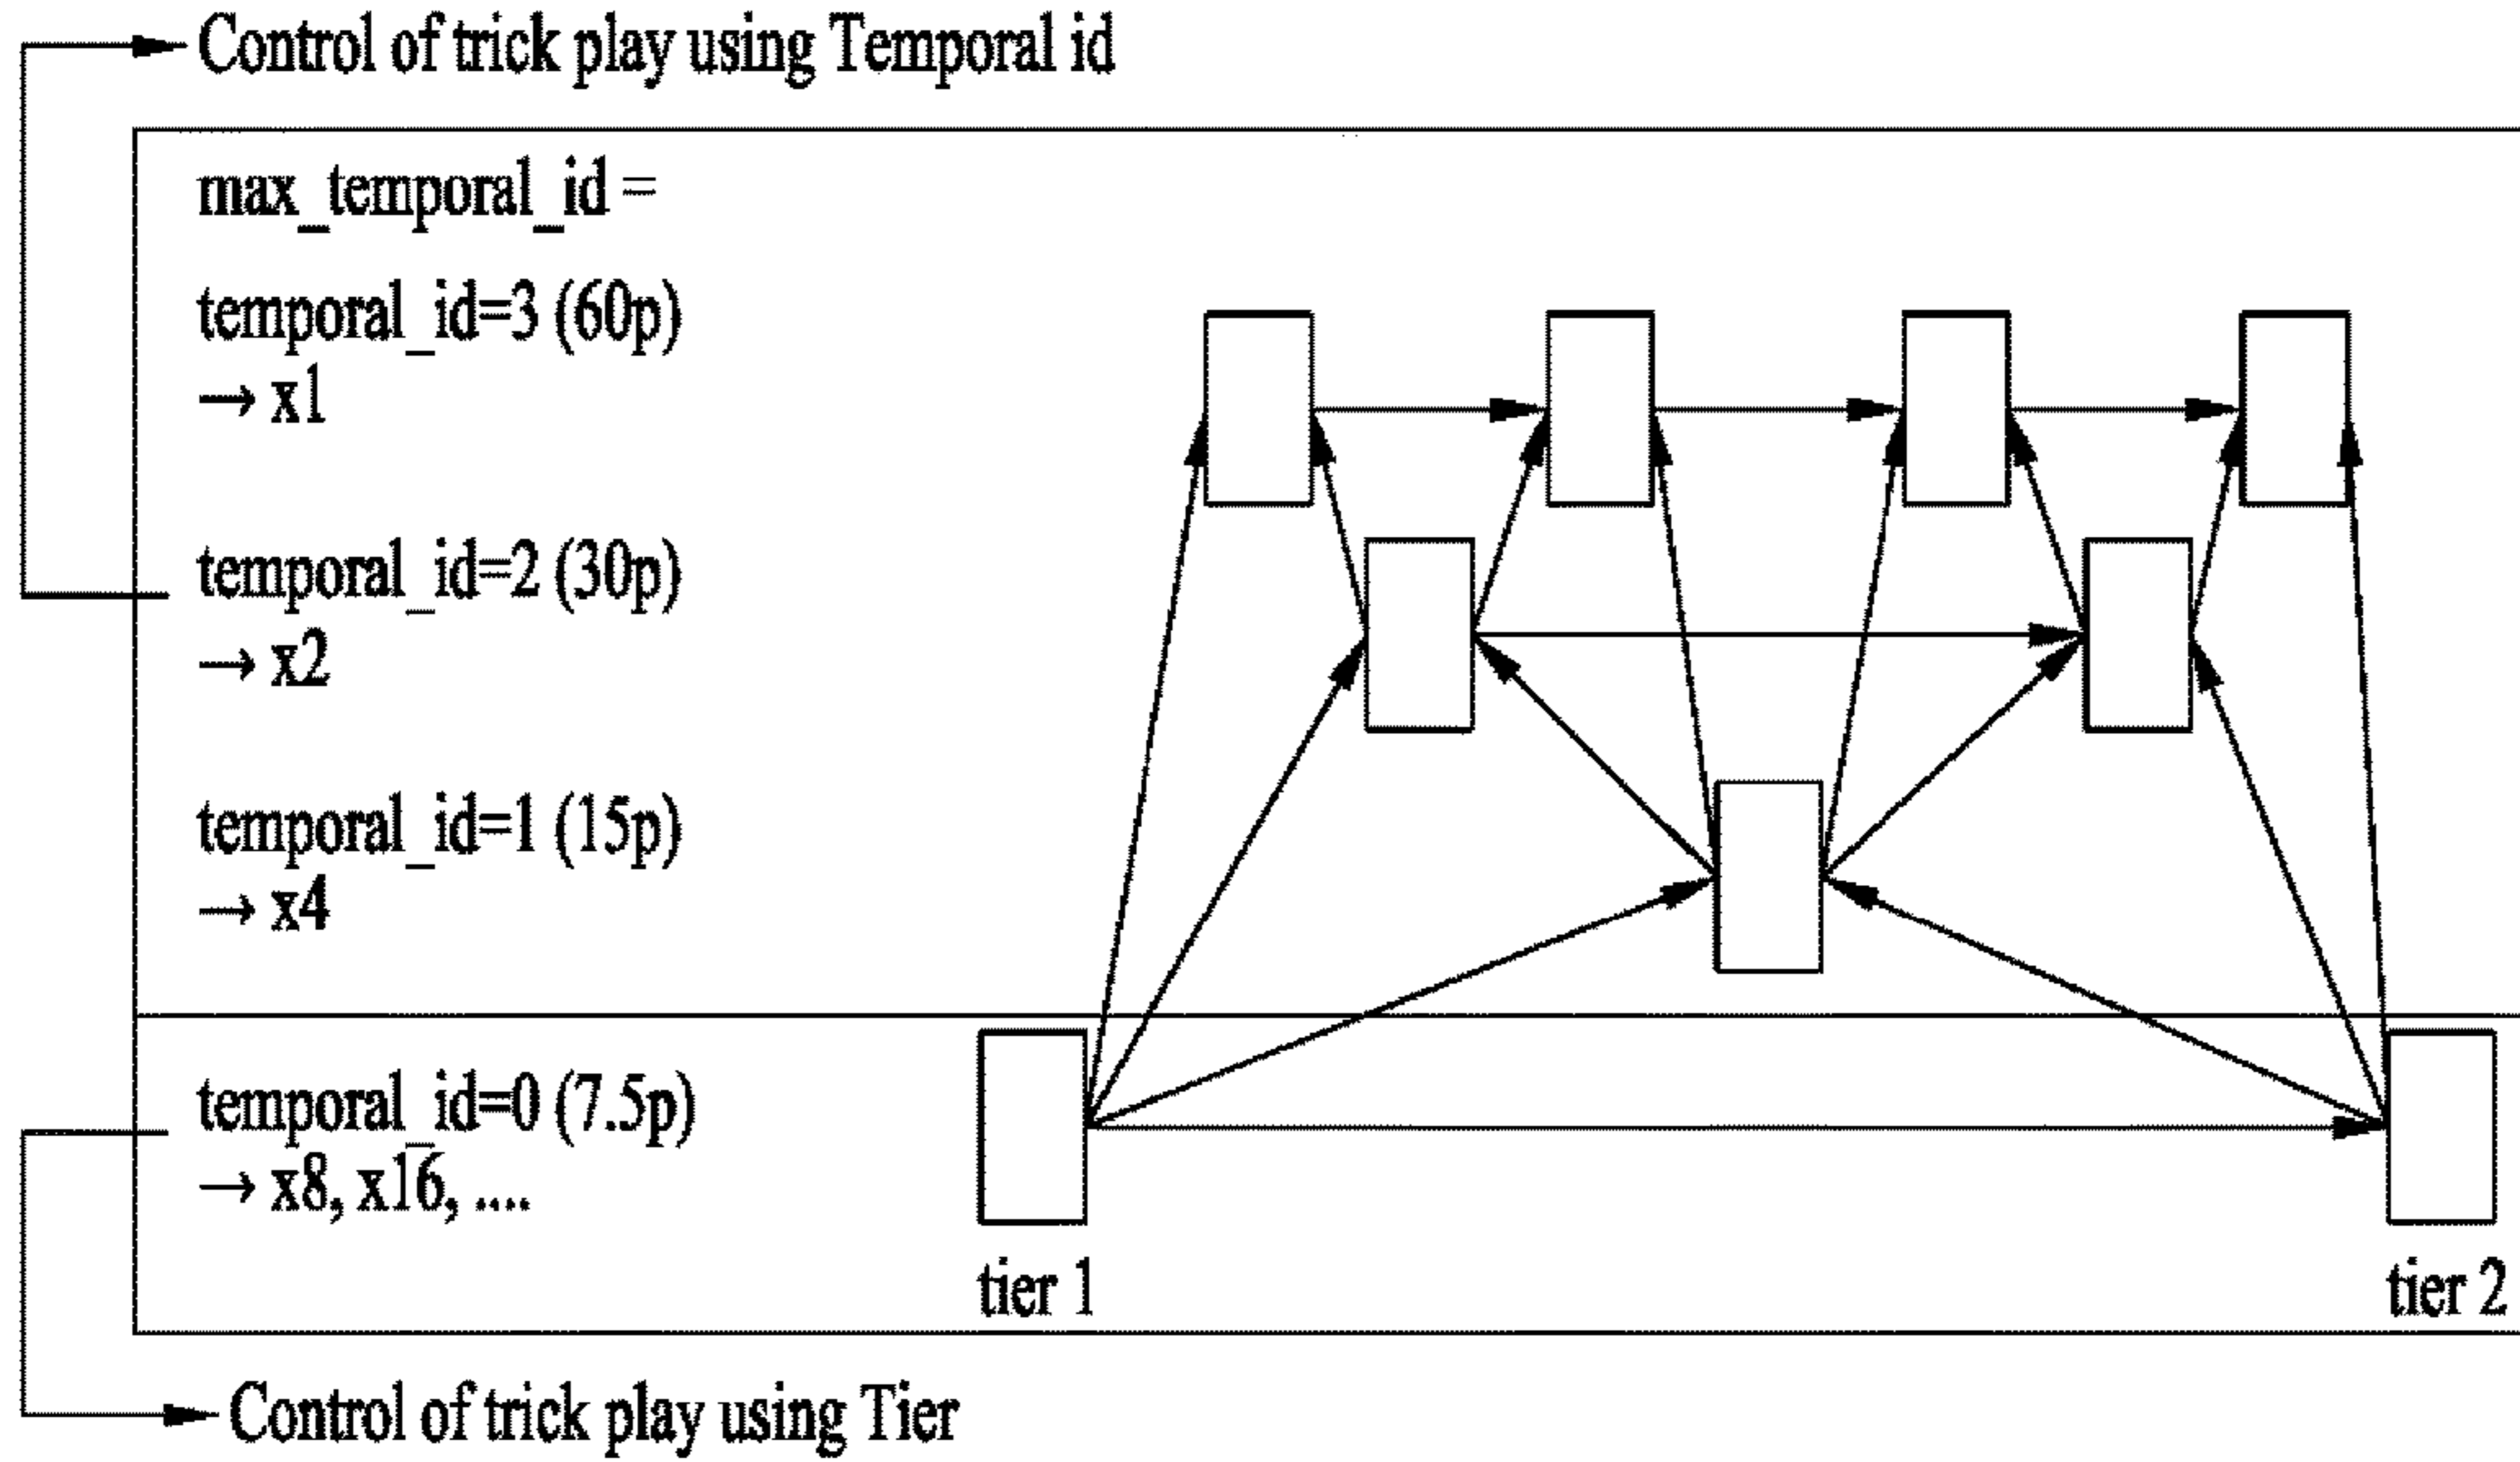 Control of trick play using Temporal id
max_temporal_id =
temporal_id=3 (60p)
→ x1
temporal_id=2 (30p)
→ x2
temporal_id=1 (15p)
→ x4
temporal_id=0 (7.5p)
→ x8, x16, ....
tier 1
tier 2
Control of trick play using Tier